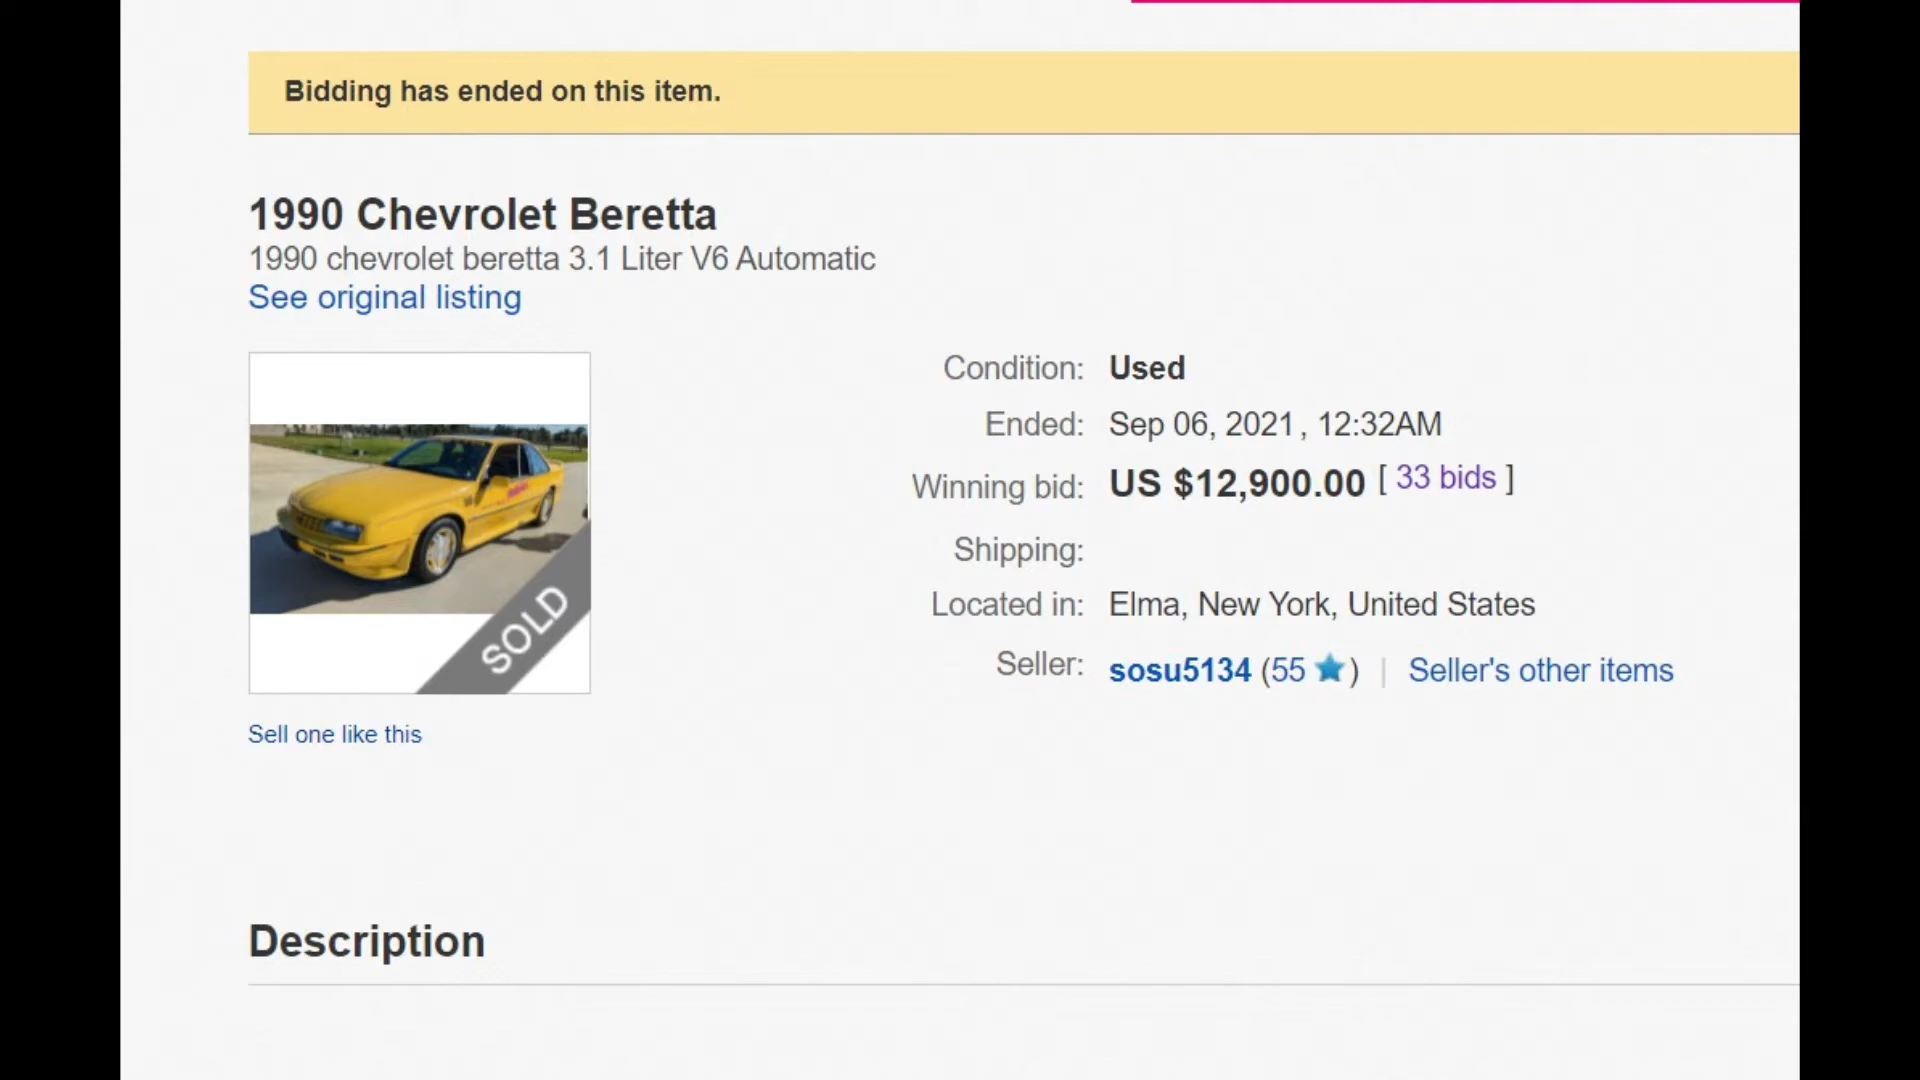 Bidding has ended on this item.
1990 Chevrolet Beretta
1990 chevrolet beretta 3.1 Liter V6 Automatic
See original listing
SOLD
Sell one like this
Condition: Used
Ended: Sep 06, 2021 , 12:32AM
Winning bid: US $12,900.00 [ 33 bids ]
Shipping:
Located in: Elma, New York, United States
Seller: sosu5134 (55 ★) | Seller's other items
Description